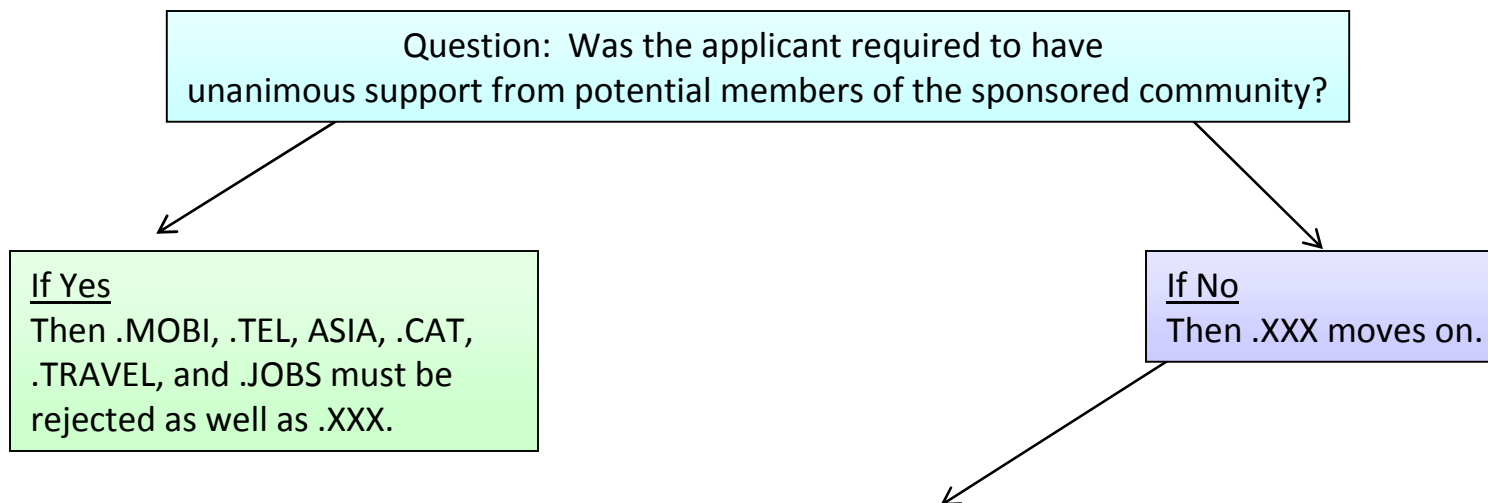 Question:  Was the applicant required to have
unanimous support from potential members of the sponsored community?
If Yes
Then .MOBI, .TEL, ASIA, .CAT,
.TRAVEL, and .JOBS must be
rejected as well as .XXX.
If No
Then .XXX moves on.